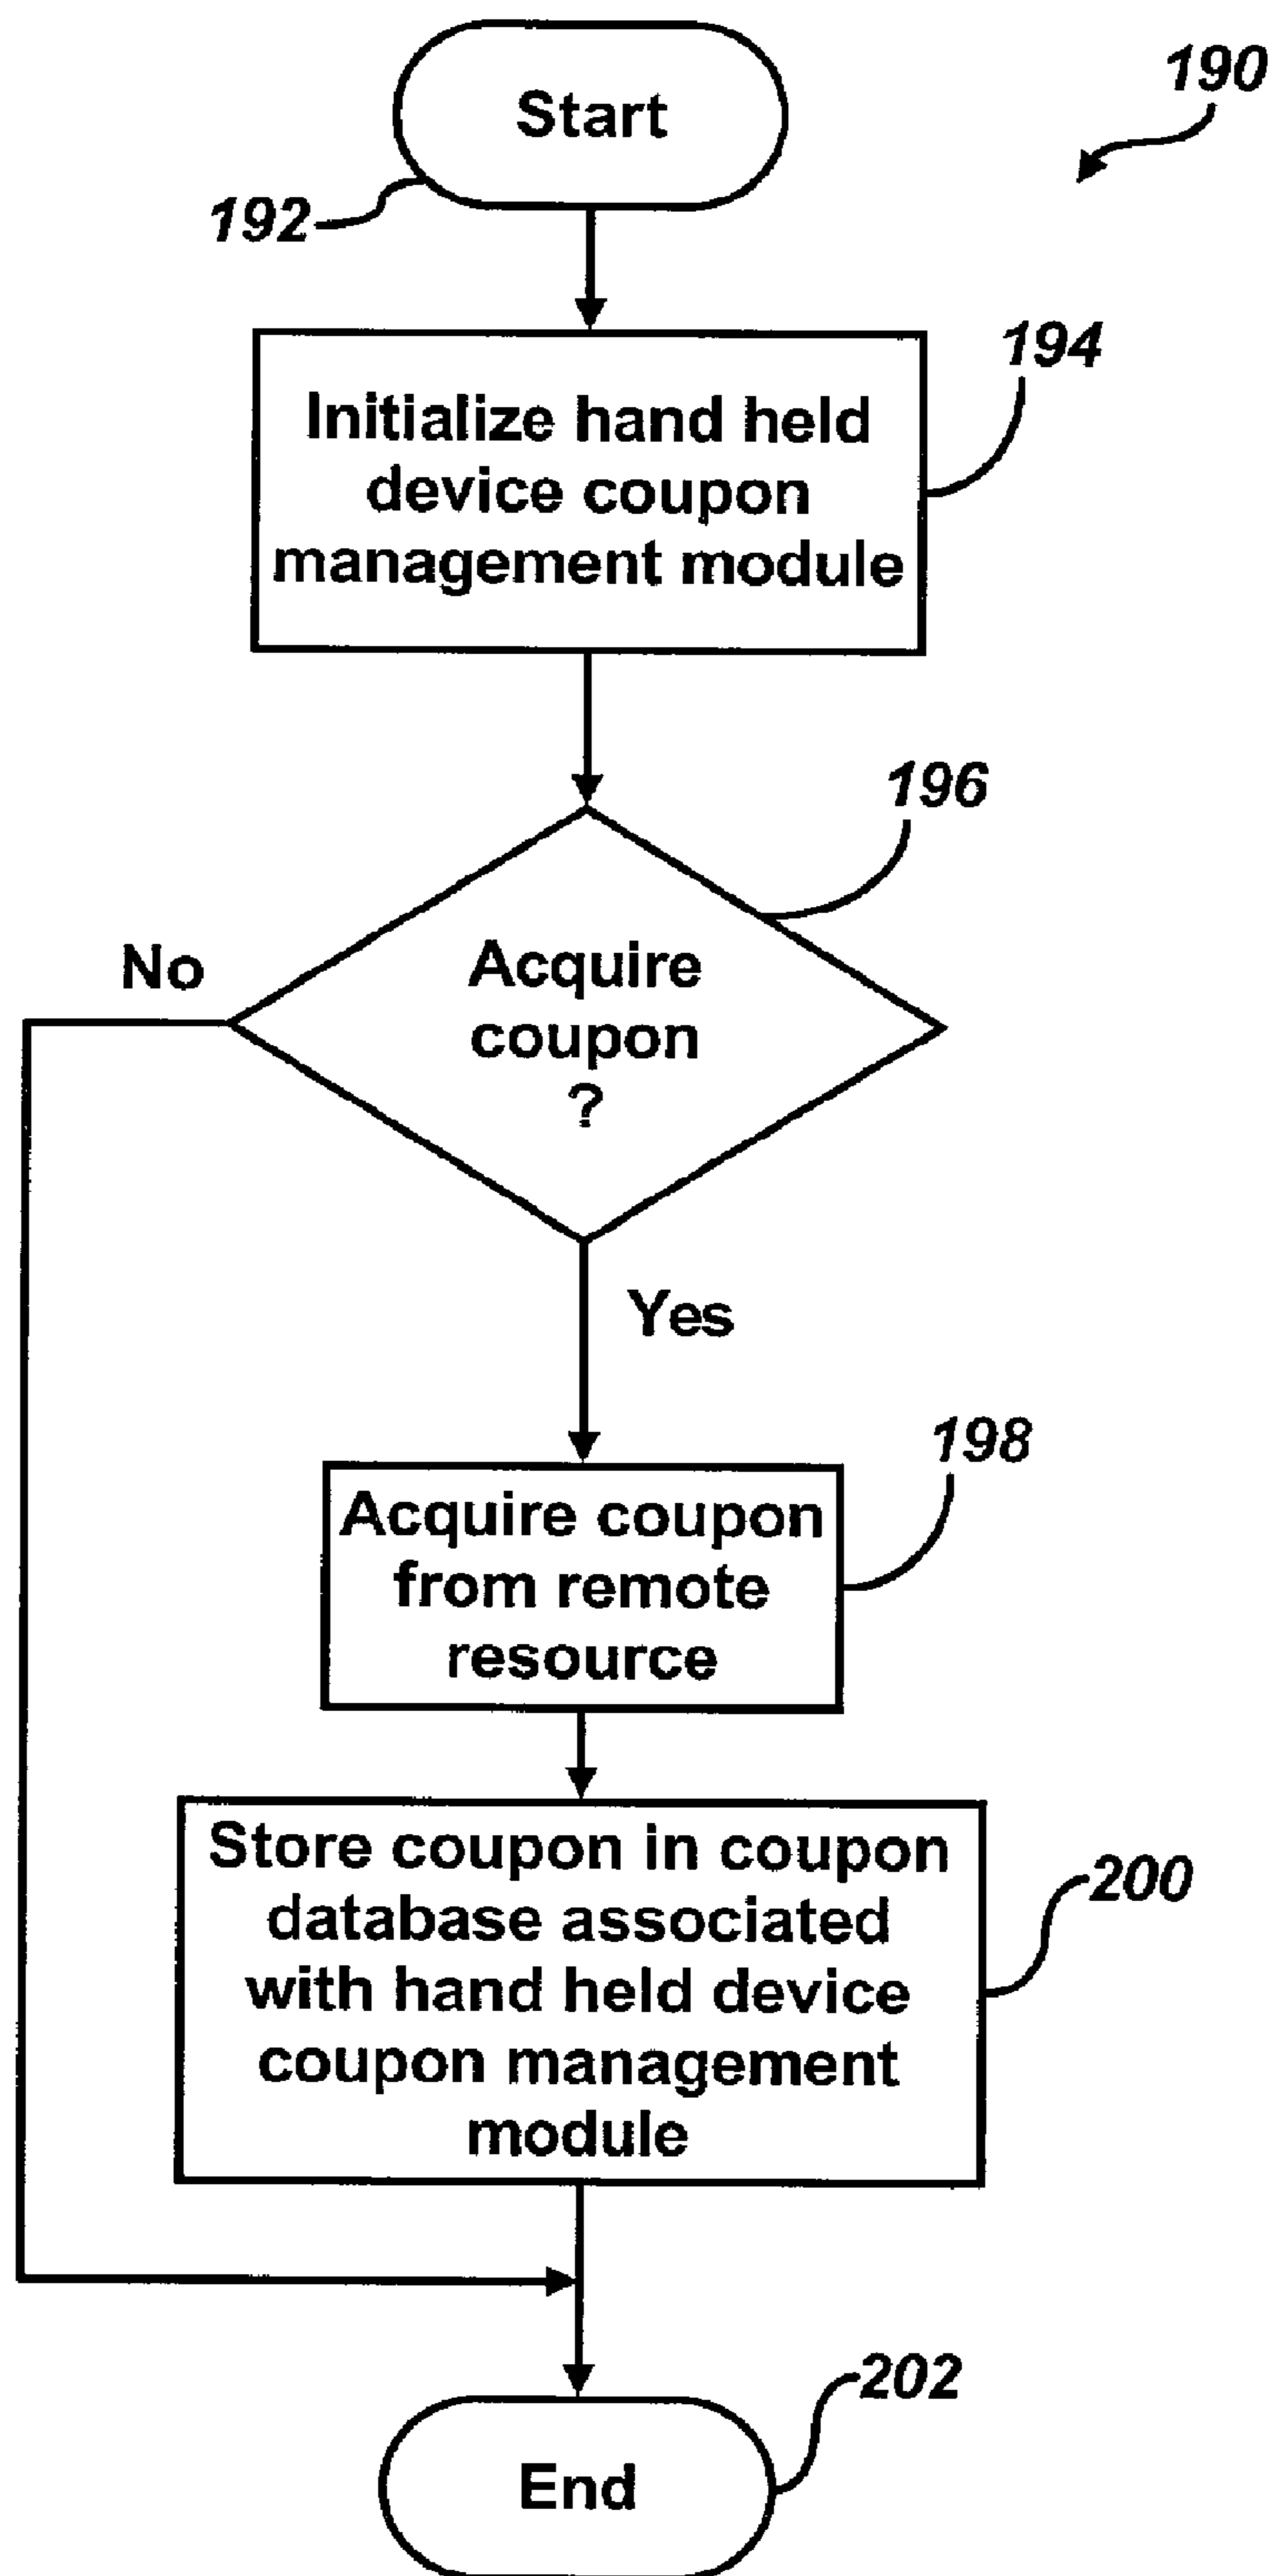 Start
190
192
Initialize hand held
device coupon
management module
194
196
No
Acquire
coupon
?
Yes
198
Acquire coupon
from remote
resource
Store coupon in coupon
database associated
with hand held device
coupon management
module
200
202
End